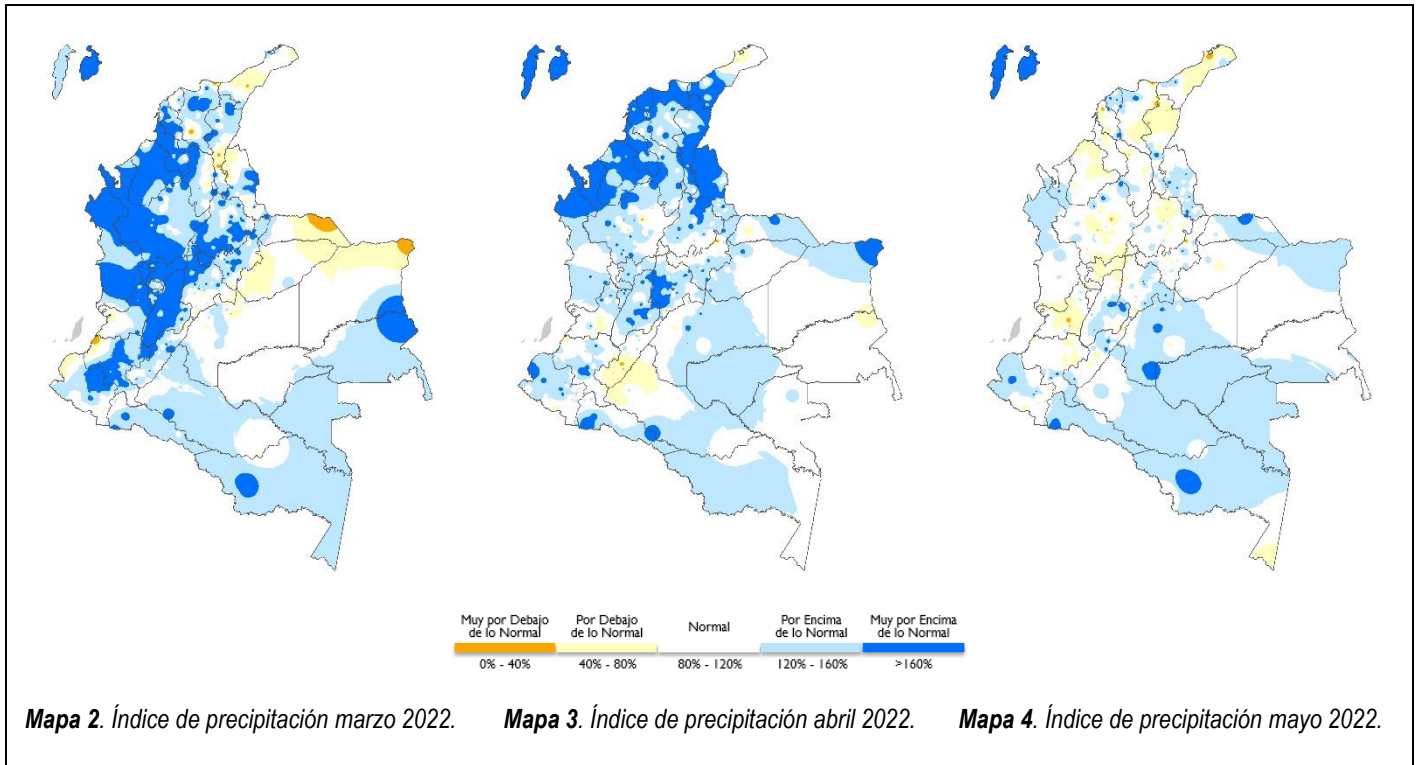 Muy por Debajo de lo Normal
Por Debajo de lo Normal
Normal
Por Encima de lo Normal
Muy por Encima de lo Normal
0% - 40%
40% - 80%
80% - 120%
120% - 160%
>160%
Mapa 2. Índice de precipitación marzo 2022.
Mapa 3. Índice de precipitación abril 2022.
Mapa 4. Índice de precipitación mayo 2022.